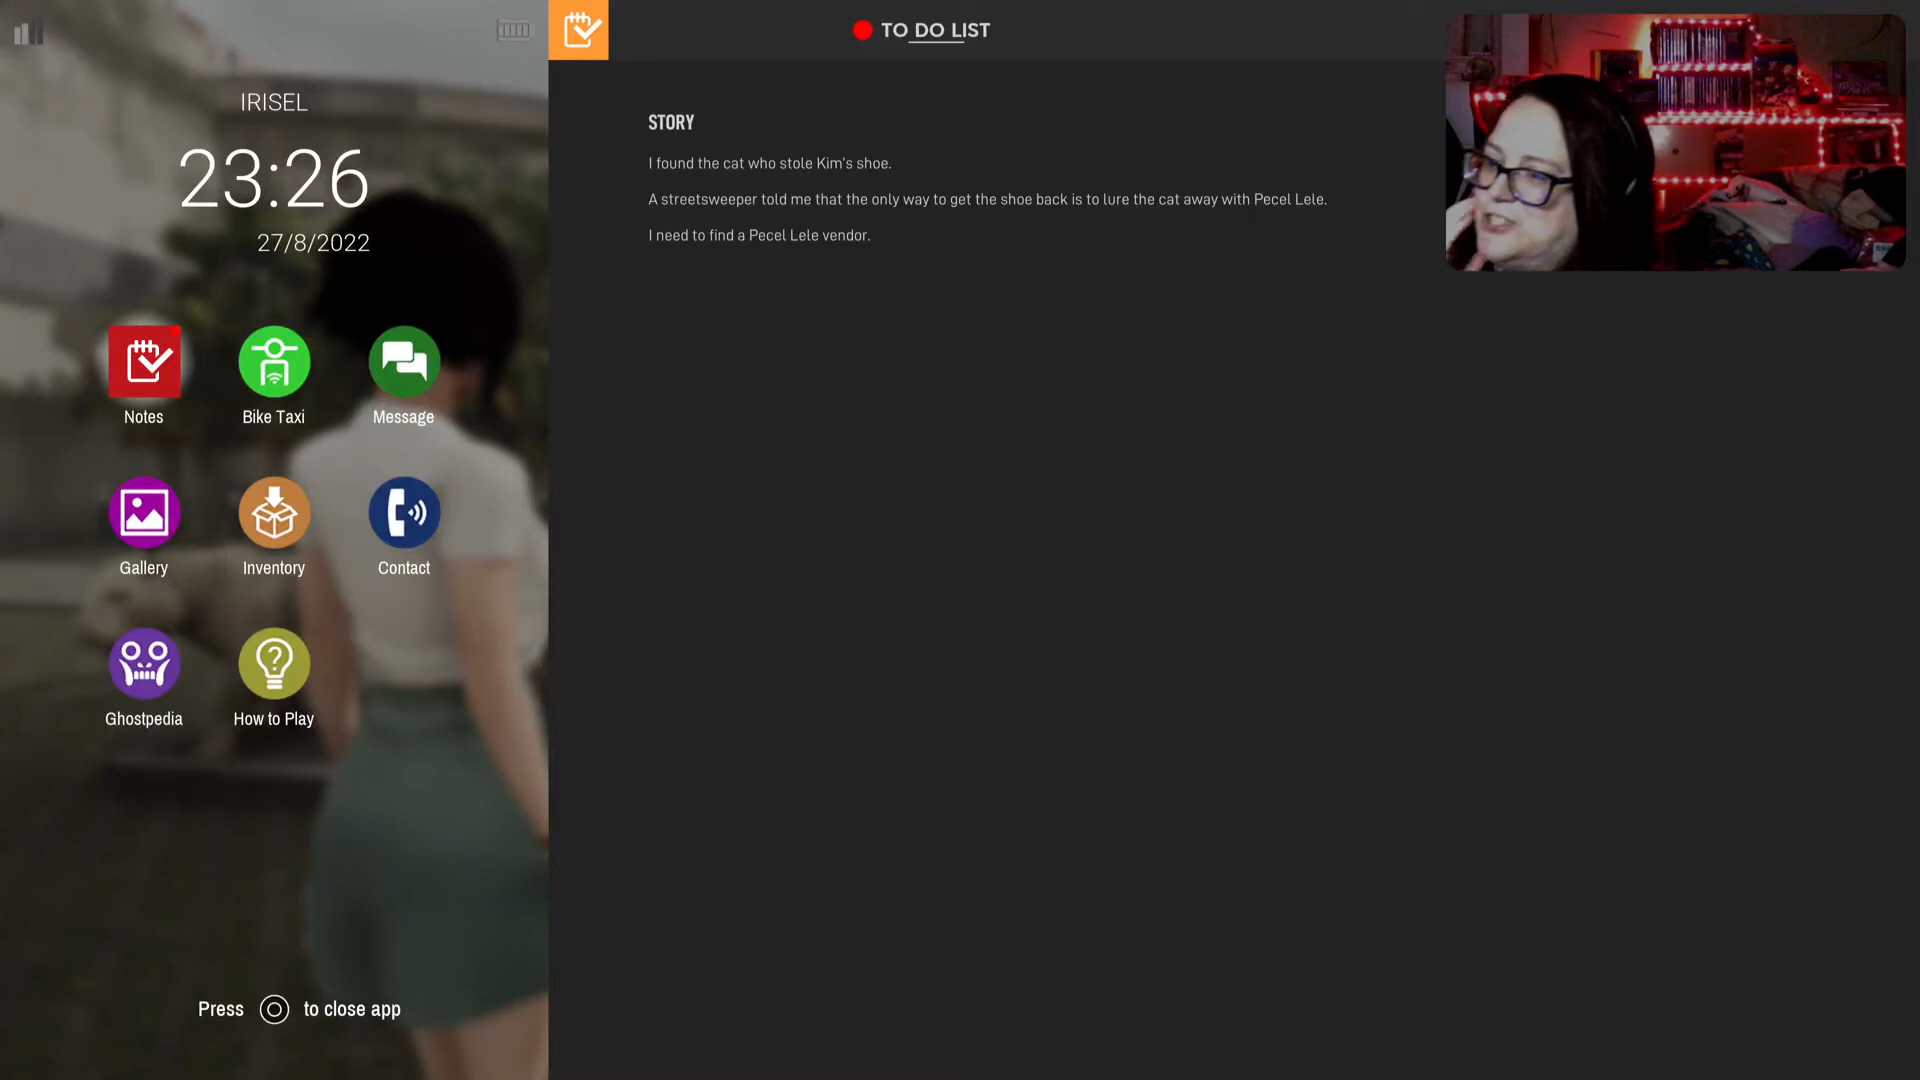 IRISEL
23:26
27/8/2022
Notes
Bike Taxi
Message
Gallery
Inventory
Contact
Ghostpedia
How to Play
Press to close app
TO DO LIST
STORY
I found the cat who stole Kim's shoe.
A streetsweeper told me that the only way to get the shoe back is to lure the cat away with Pecel Lele.
I need to find a Pecel Lele vendor.